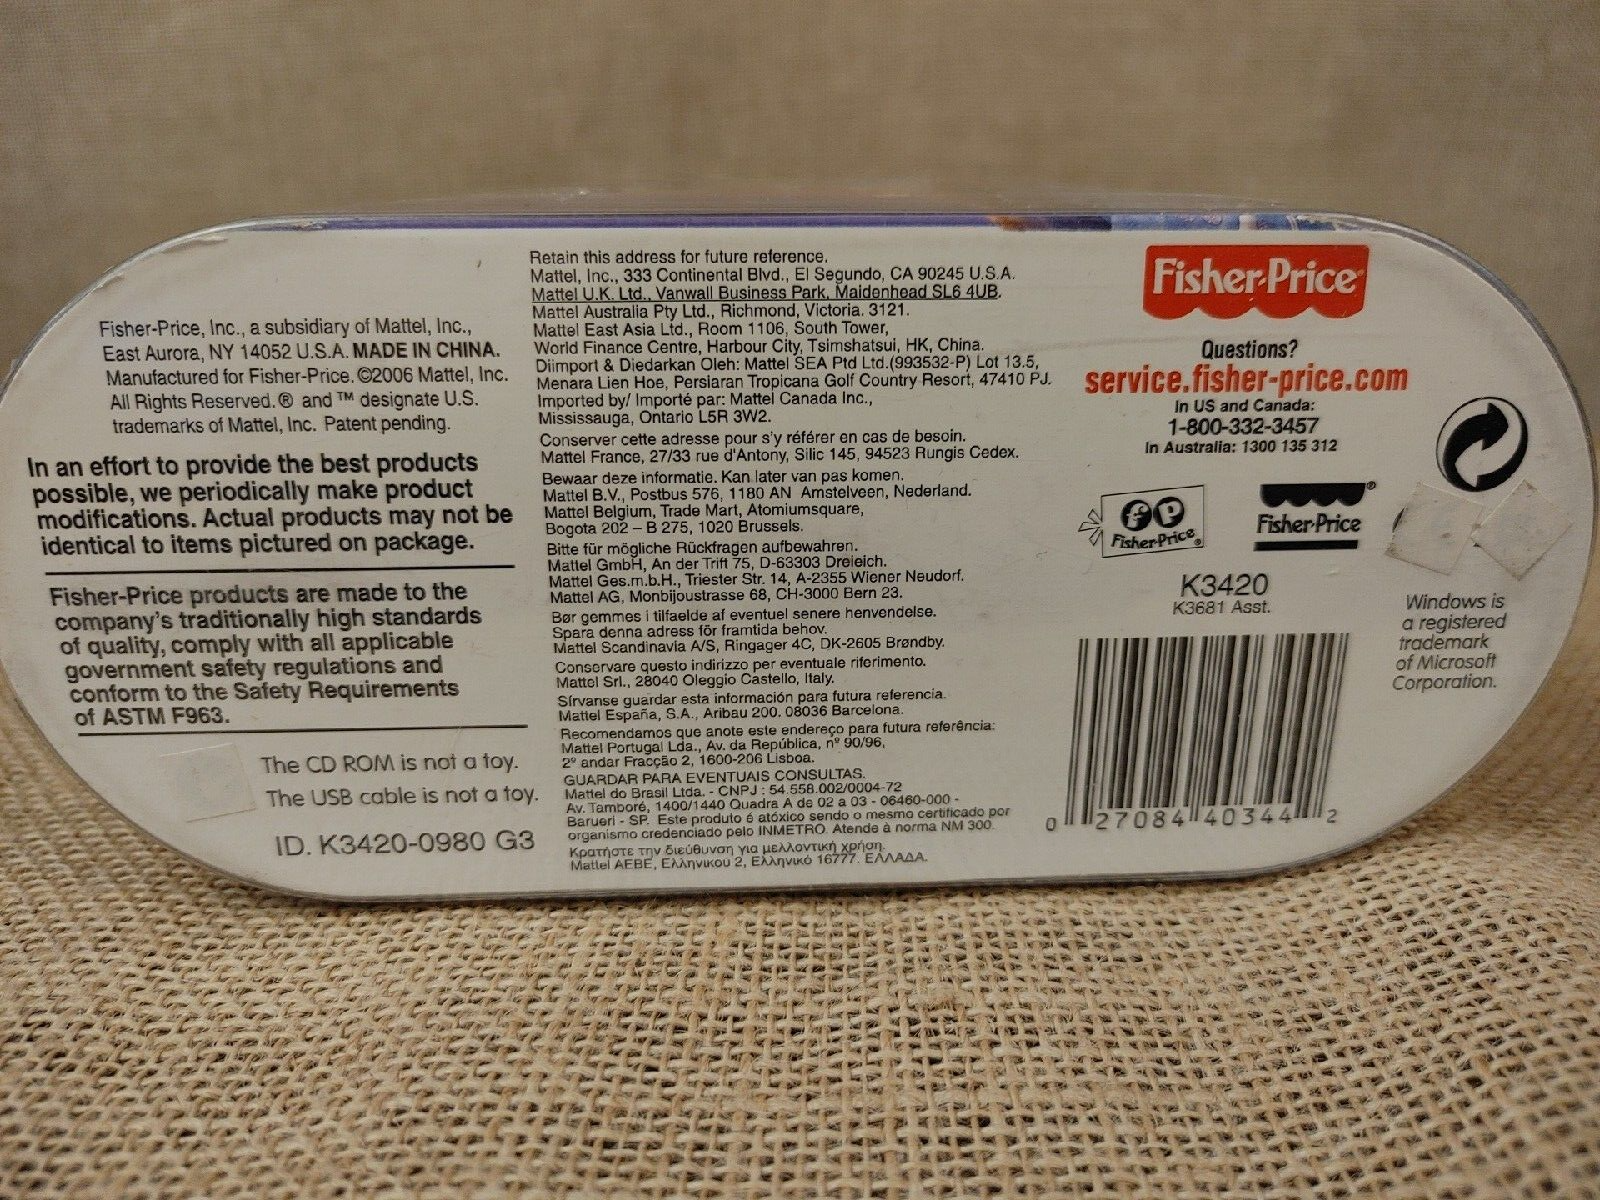 Fisher-Price, Inc., a subsidiary of Mattel, Inc.,
East Aurora, NY 14052 U.S.A. MADE IN CHINA.
Manufactured for Fisher-Price. ©2006 Mattel, Inc.
All Rights Reserved. ® and ™ designate U.S.
trademarks of Mattel, Inc. Patent pending.
In an effort to provide the best products
possible, we periodically make product
modifications. Actual products may not be
identical to items pictured on package.
Fisher-Price products are made to the
company's traditionally high standards
of quality, comply with all applicable
government safety regulations and
conform to the Safety Requirements
of ASTM F963.
The CD ROM is not a toy.
The USB cable is not a toy.
ID. K3420-0980 G3
Retain this address for future reference.
Mattel, Inc., 333 Continental Blvd., El Segundo, CA 90245 U.S.A.
Mattel U.K. Ltd., Vanwall Business Park, Maidenhead SL6 4UB.
Mattel Australia Pty Ltd., Richmond, Victoria. 3121.
Mattel East Asia Ltd., Room 1106, South Tower,
World Finance Centre, Harbour City, Tsimshatsui, HK, China.
Diimport & Diedarkan Oleh: Mattel SEA Ptd Ltd.(993532-P) Lot 13.5,
Menara Lien Hoe, Persiaran Tropicana Golf Country Resort, 47410 PJ.
Imported by/ Importé par: Mattel Canada Inc.,
Mississauga, Ontario L5R 3W2.
Conserver cette adresse pour s'y référer en cas de besoin.
Mattel France, 27/33 rue d'Antony, Silic 145, 94523 Rungis Cedex.
Bewaar deze informatie. Kan later van pas komen.
Mattel B.V., Postbus 576, 1180 AN Amstelveen, Nederland.
Mattel Belgium, Trade Mart, Atomiumsquare,
Bogota 202 – B 275, 1020 Brussels.
Bitte für mögliche Rückfragen aufbewahren.
Mattel GmbH, An der Trift 75, D-63303 Dreieich.
Mattel Ges.m.b.H., Triester Str. 14, A-2355 Wiener Neudorf.
Mattel AG, Monbijoustrasse 68, CH-3000 Bern 23.
Bør gemmes i tilfaelde af eventuel senere henvendelse.
Spara denna adress för framtida behov.
Mattel Scandinavia A/S, Ringager 4C, DK-2605 Brøndby.
Conservare questo indirizzo per eventuale riferimento.
Mattel Srl., 28040 Oleggio Castello, Italy.
Sírvanse guardar esta información para futura referencia.
Mattel España, S.A., Aribau 200. 08036 Barcelona.
Recomendamos que anote este endereço para futura referência:
Mattel Portugal Lda., Av. da República, nº 90/96,
2º andar Fracção 2, 1600-206 Lisboa.
GUARDAR PARA EVENTUAIS CONSULTAS.
Mattel do Brasil Ltda. - CNPJ : 54.558.002/0004-72
Av. Tamboré, 1400/1440 Quadra A de 02 a 03 - 06460-000 -
Barueri - SP. Este produto é atóxico sendo o mesmo certificado por
organismo credenciado pelo INMETRO. Atende à norma NM 300.
Κρατήστε την διεύθυνση για μελλοντική χρήση.
Mattel AEBE, Ελληνικου 2, Ελληνικό 16777. ΕΛΛΑΔΑ.
Fisher-Price®
Questions?
service.fisher-price.com
In US and Canada:
1-800-332-3457
In Australia: 1300 135 312
fp
Fisher-Price®
Fisher-Price®
K3420
K3681 Asst.
0 27084 40344 2
Windows is
a registered
trademark
of Microsoft
Corporation.